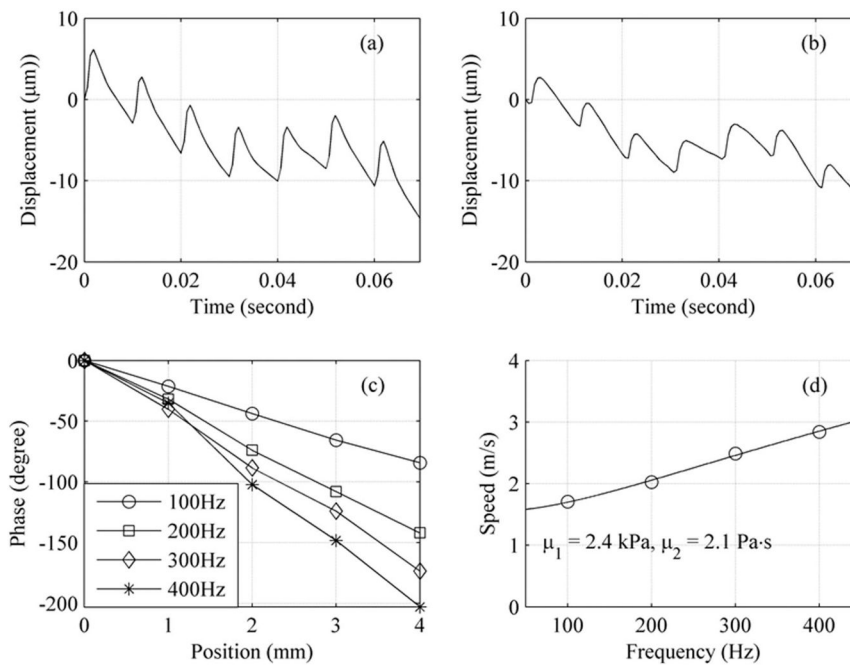 10
0
-10
-20
Displacement (μm))
(a)
0
0.02
0.04
0.06
Time (second)
10
0
-10
-20
Displacement (μm))
(b)
0
0.02
0.04
0.06
Time (second)
0
-50
-100
-150
-200
Phase (degree)
(c)
100Hz
200Hz
300Hz
400Hz
0
1
2
3
4
Position (mm)
4
3
2
1
0
Speed (m/s)
(d)
μ1 = 2.4 kPa, μ2 = 2.1 Pa·s
100
200
300
400
Frequency (Hz)